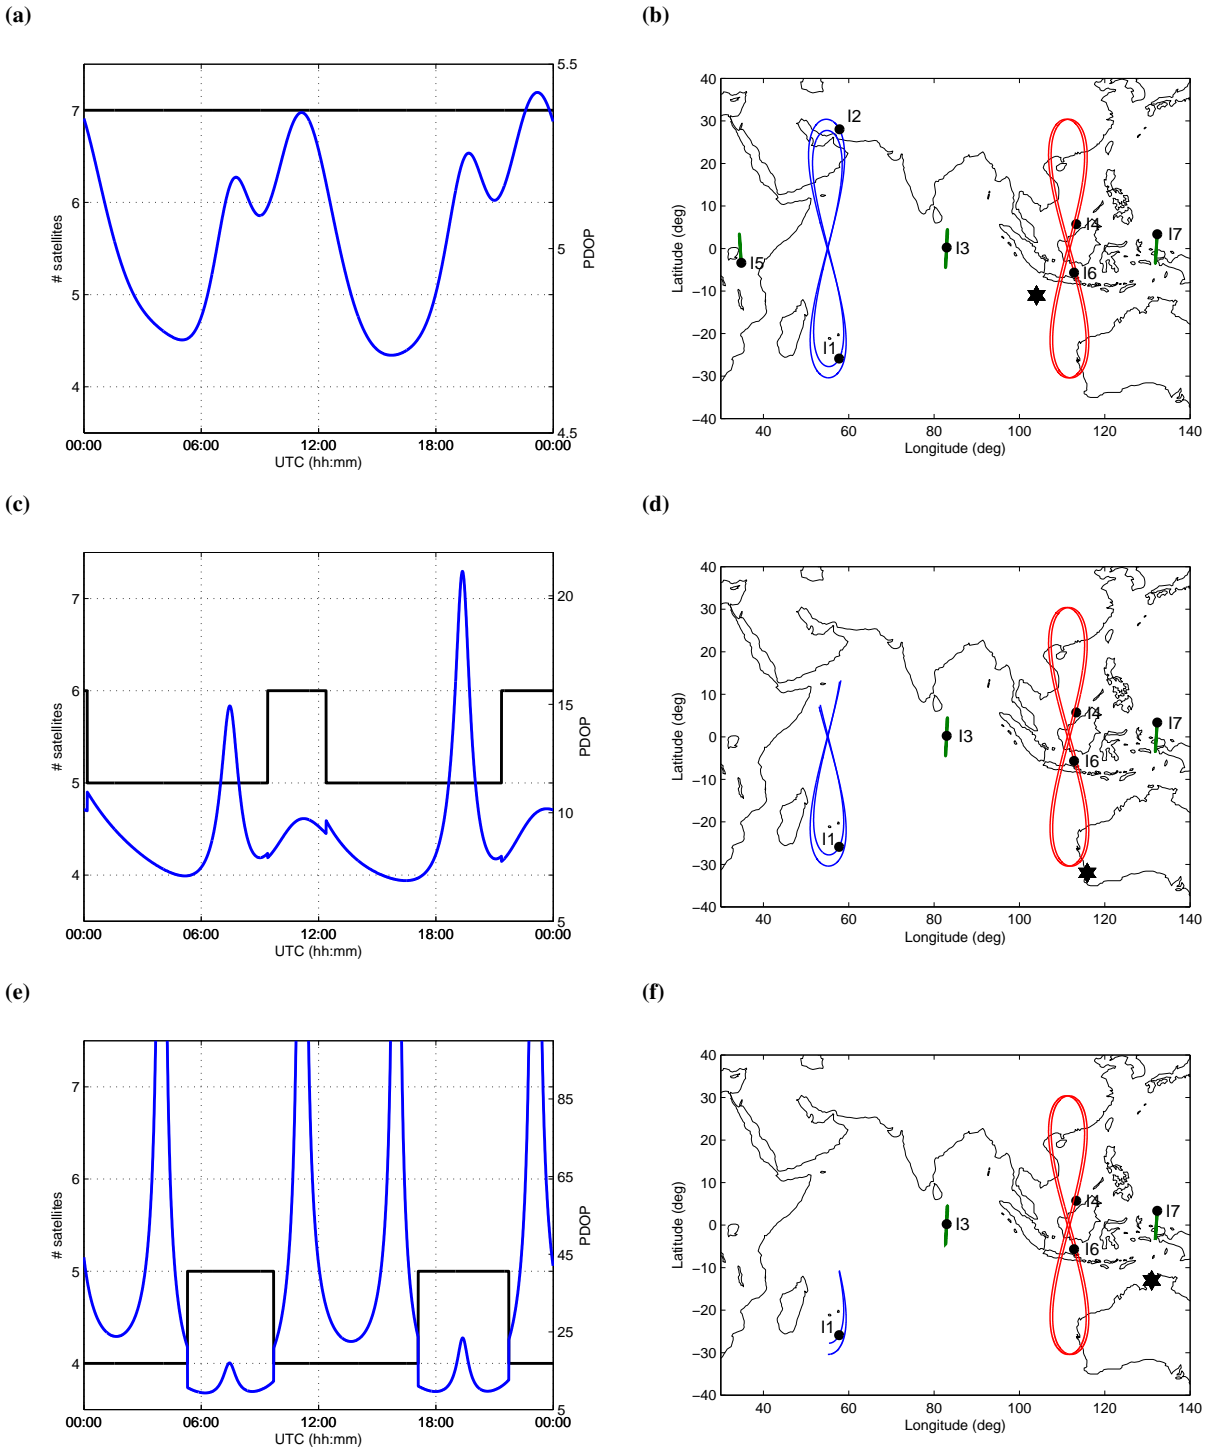 (a)
(b)
7
6
5
4
5.5
5
4.5
# satellites
PDOP
00:00 06:00 12:00 18:00 00:00
UTC (hh:mm)
40
30
20
10
0
−10
−20
−30
−40
Latitude (deg)
I2
I4
I7
I3
I5
I6
I1
40 60 80 100 120 140
Longitude (deg)
(c)
(d)
7
6
5
4
20
15
10
5
# satellites
PDOP
00:00 06:00 12:00 18:00 00:00
UTC (hh:mm)
40
30
20
10
0
−10
−20
−30
−40
Latitude (deg)
I4
I7
I3
I6
I1
40 60 80 100 120 140
Longitude (deg)
(e)
(f)
7
6
5
4
85
65
45
25
5
# satellites
PDOP
00:00 06:00 12:00 18:00 00:00
UTC (hh:mm)
40
30
20
10
0
−10
−20
−30
−40
Latitude (deg)
I4
I7
I3
I6
I1
40 60 80 100 120 140
Longitude (deg)